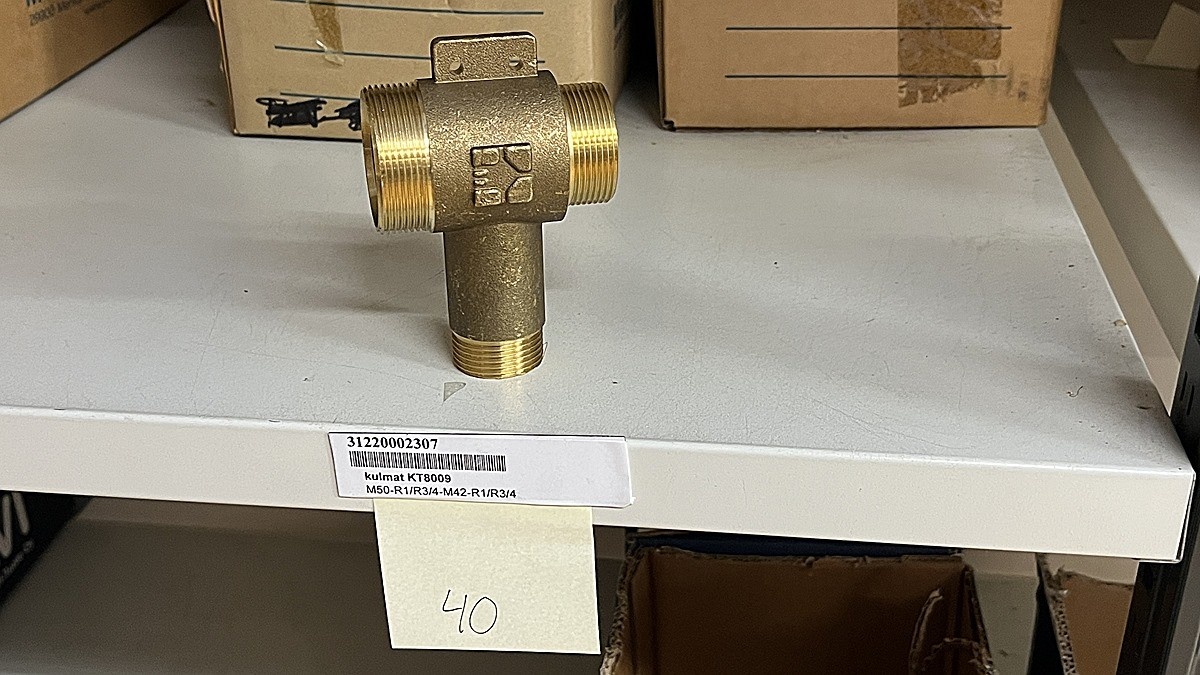 31220002307
kulmat KT8009
M50-R1/R3/4-M42-R1/R3/4
40